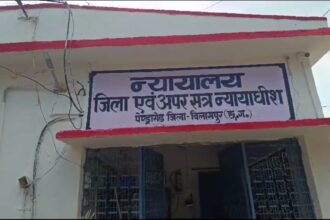 न्यायालय
जिला एवं अपर सत्र न्यायाधीश
पेण्ड्रारोड जिला-बिलासपुर (छ.ग.)